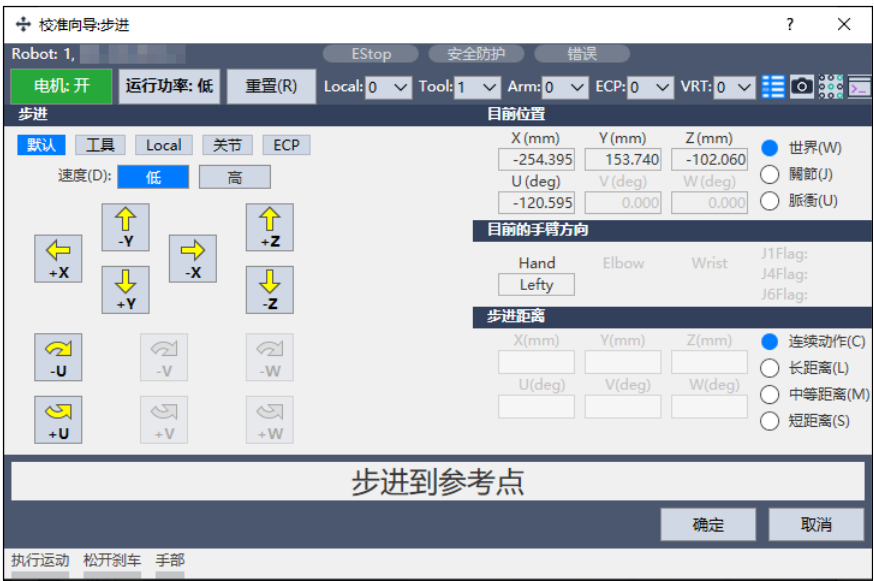 校准向导:步进 ?
Robot: 1,
EStop 安全防护 错误
电机: 开 运行功率: 低 重置(R) Local: 0 Tool: 1 Arm: 0 ECP: 0 VRT: 0
步进 目前位置
默认 工具 Local 关节 ECP
速度(D): 低 高
X (mm) Y (mm) Z (mm)
-254.395 153.740 -102.060
U (deg) V (deg) W (deg)
-120.595 0.000 0.000
世界(W)
關節(J)
脈衝(U)
-Y +Z
+X -X
+Y -Z
-U -V -W
+U +V +W
目前的手臂方向
Hand Elbow Wrist
Lefty
J1Flag:
J4Flag:
J6Flag:
步进距离
X(mm) Y(mm) Z(mm)
U(deg) V(deg) W(deg)
连续动作(C)
长距离(L)
中等距离(M)
短距离(S)
步进到参考点
确定 取消
执行运动 松开刹车 手部